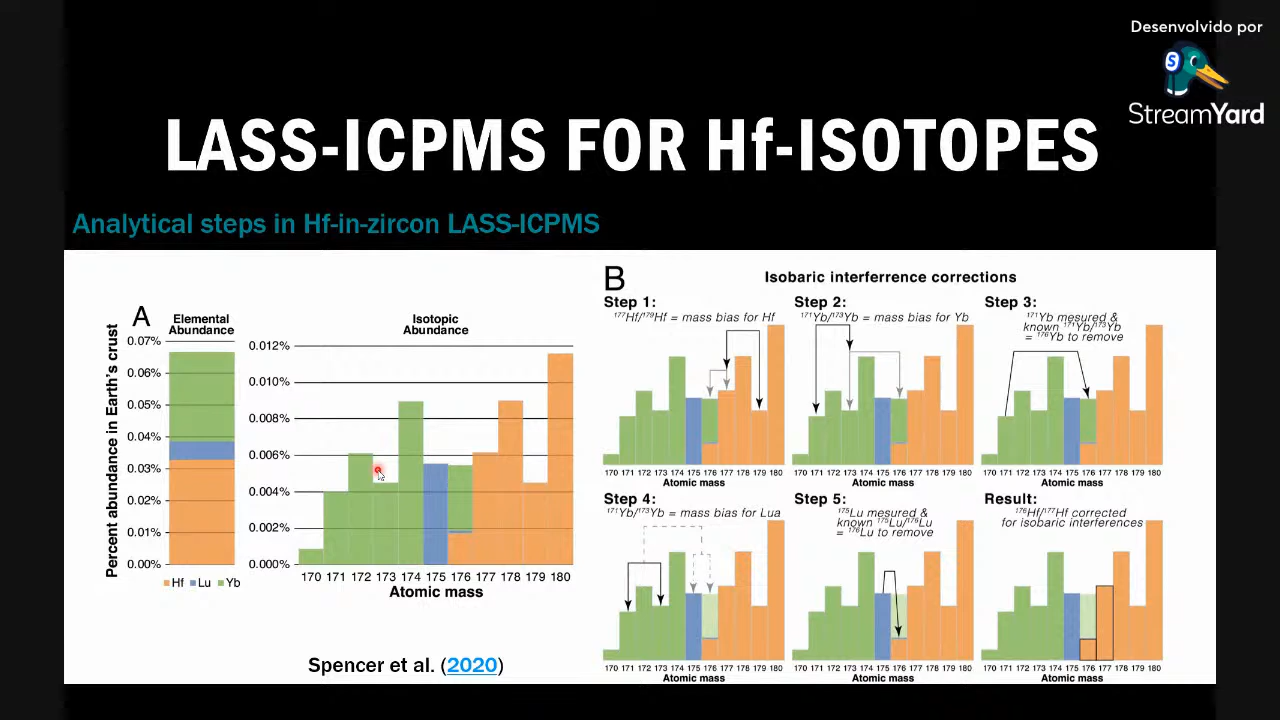 Desenvolvido por
StreamYard
LASS-ICPMS FOR Hf-ISOTOPES
Analytical steps in Hf-in-zircon LASS-ICPMS
A
Elemental
Abundance
Isotopic
Abundance
Percent abundance in Earth's crust
0.07%
0.06%
0.05%
0.04%
0.03%
0.02%
0.01%
0.00%
Hf Lu Yb
0.012%
0.010%
0.008%
0.006%
0.004%
0.002%
0.000%
170 171 172 173 174 175 176 177 178 179 180
Atomic mass
Spencer et al. (2020)
B
Isobaric interferrence corrections
Step 1:
¹⁷⁷Hf/¹⁷⁹Hf = mass bias for Hf
170 171 172 173 174 175 176 177 178 179 180
Atomic mass
Step 2:
¹⁷¹Yb/¹⁷³Yb = mass bias for Yb
170 171 172 173 174 175 176 177 178 179 180
Atomic mass
Step 3:
¹⁷¹Yb mesured &
known ¹⁷¹Yb/¹⁷³Yb
= ¹⁷⁶Yb to remove
170 171 172 173 174 175 176 177 178 179 180
Atomic mass
Step 4:
¹⁷¹Yb/¹⁷³Yb = mass bias for Lua
170 171 172 173 174 175 176 177 178 179 180
Atomic mass
Step 5:
¹⁷⁵Lu mesured &
known ¹⁷⁵Lu/¹⁷⁶Lu
= ¹⁷⁶Lu to remove
170 171 172 173 174 175 176 177 178 179 180
Atomic mass
Result:
¹⁷⁶Hf/¹⁷⁷Hf corrected
for isobaric interferences
170 171 172 173 174 175 176 177 178 179 180
Atomic mass